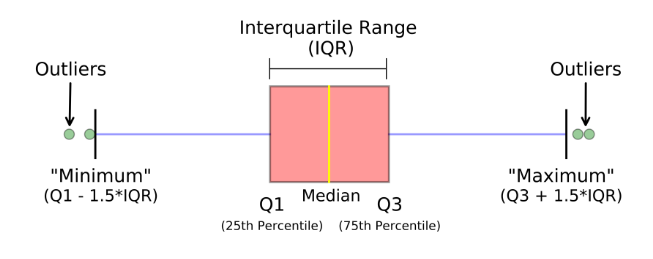 Interquartile Range
(IQR)
Outliers
Outliers
"Minimum"
(Q1 - 1.5*IQR)
"Maximum"
(Q3 + 1.5*IQR)
Q1
Median
Q3
(25th Percentile)
(75th Percentile)